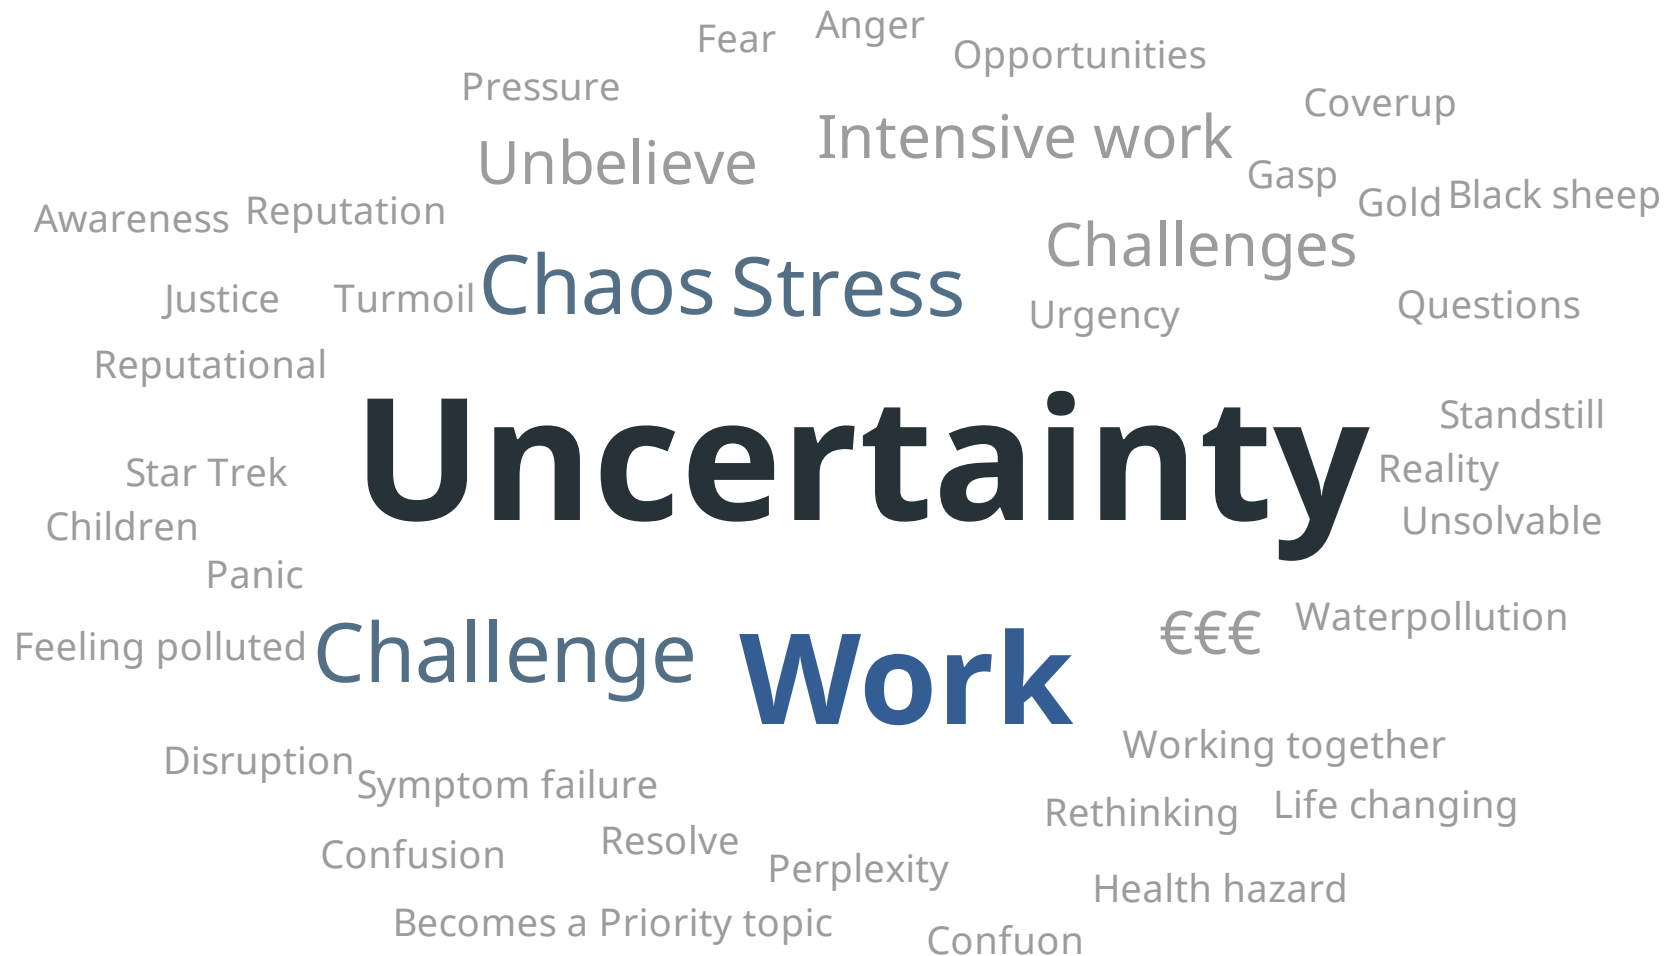 Fear
Anger
Opportunities
Pressure
Coverup
Unbelieve
Intensive work
Gasp
Gold
Black sheep
Awareness
Reputation
Challenges
Justice
Turmoil
Chaos
Stress
Urgency
Questions
Reputational
Uncertainty
Standstill
Reality
Star Trek
Children
Unsolvable
Panic
Feeling polluted
Challenge
Work
€€€
Waterpollution
Disruption
Symptom failure
Working together
Rethinking
Life changing
Confusion
Resolve
Perplexity
Health hazard
Becomes a Priority topic
Confuon